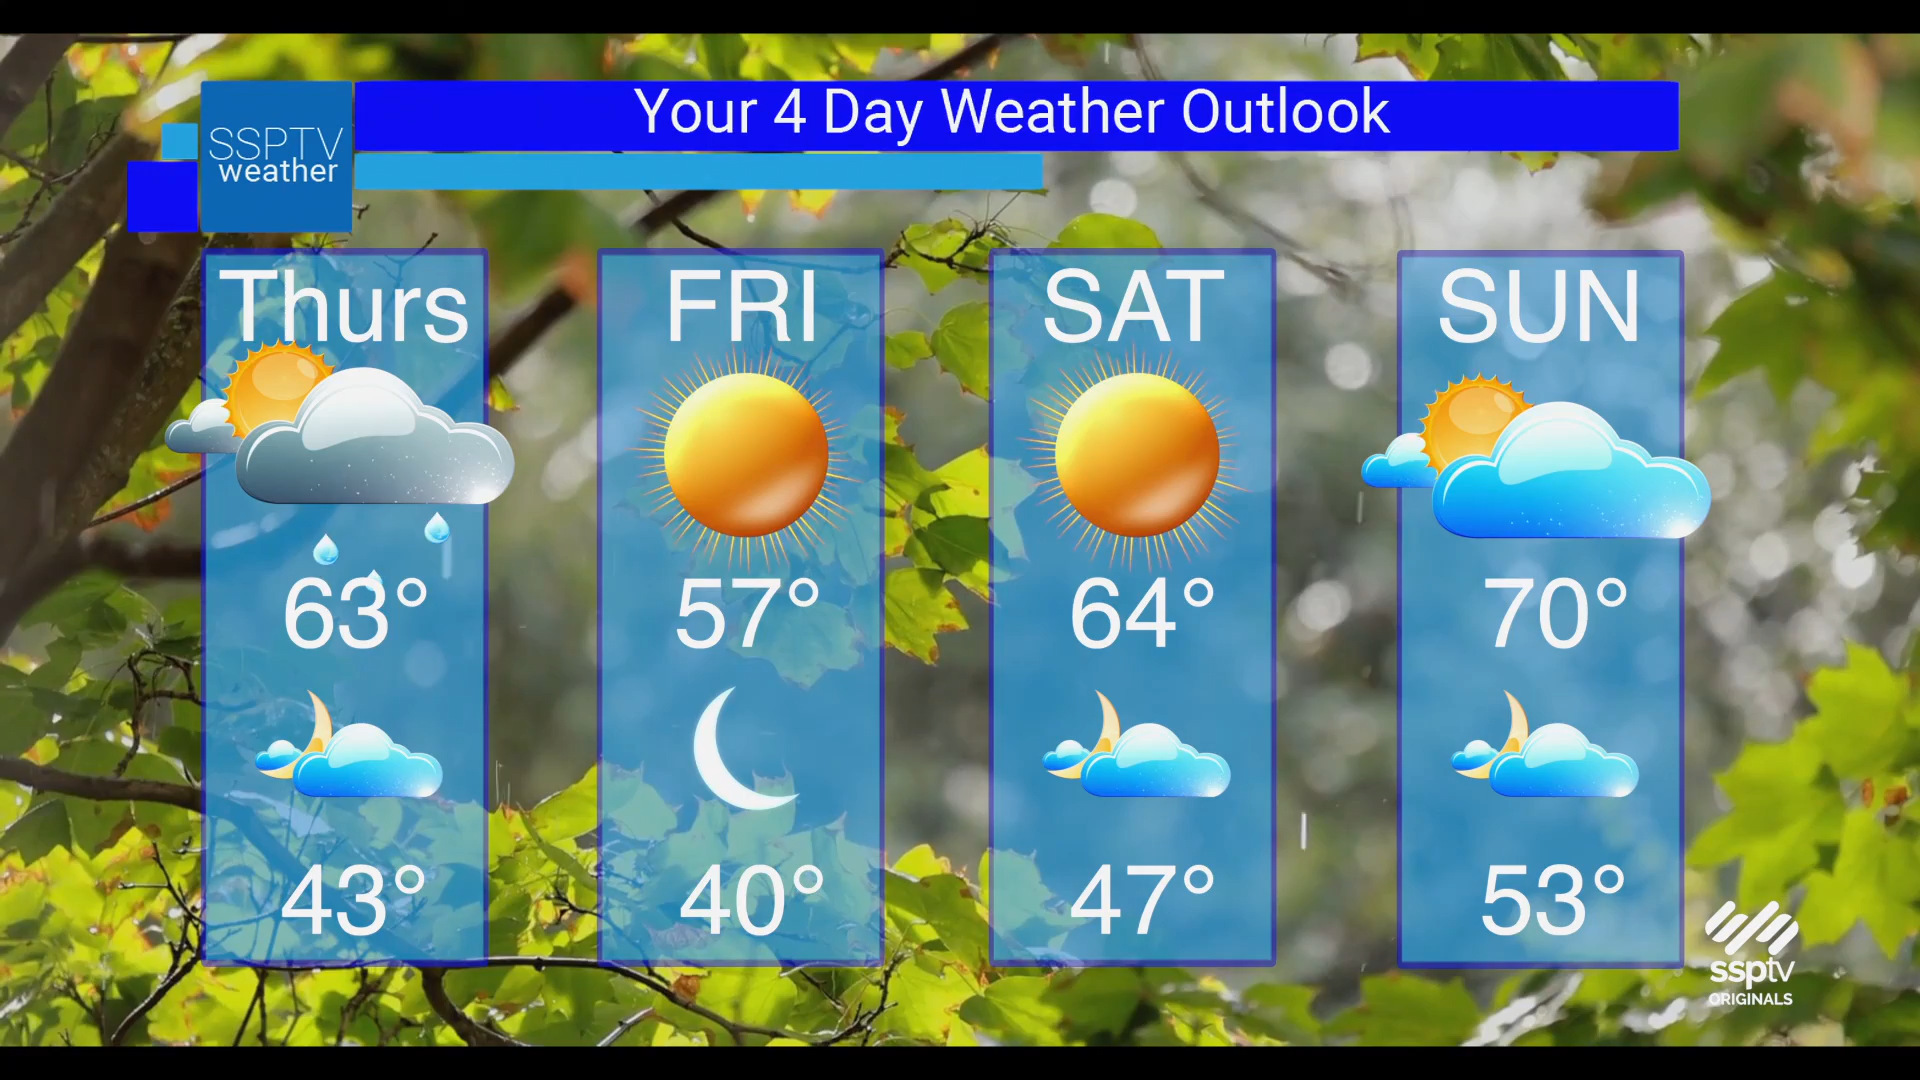 Your 4 Day Weather Outlook
SSPTV
weather
Thurs
63°
43°
FRI
57°
40°
SAT
64°
47°
SUN
70°
53°
ssptv
ORIGINALS